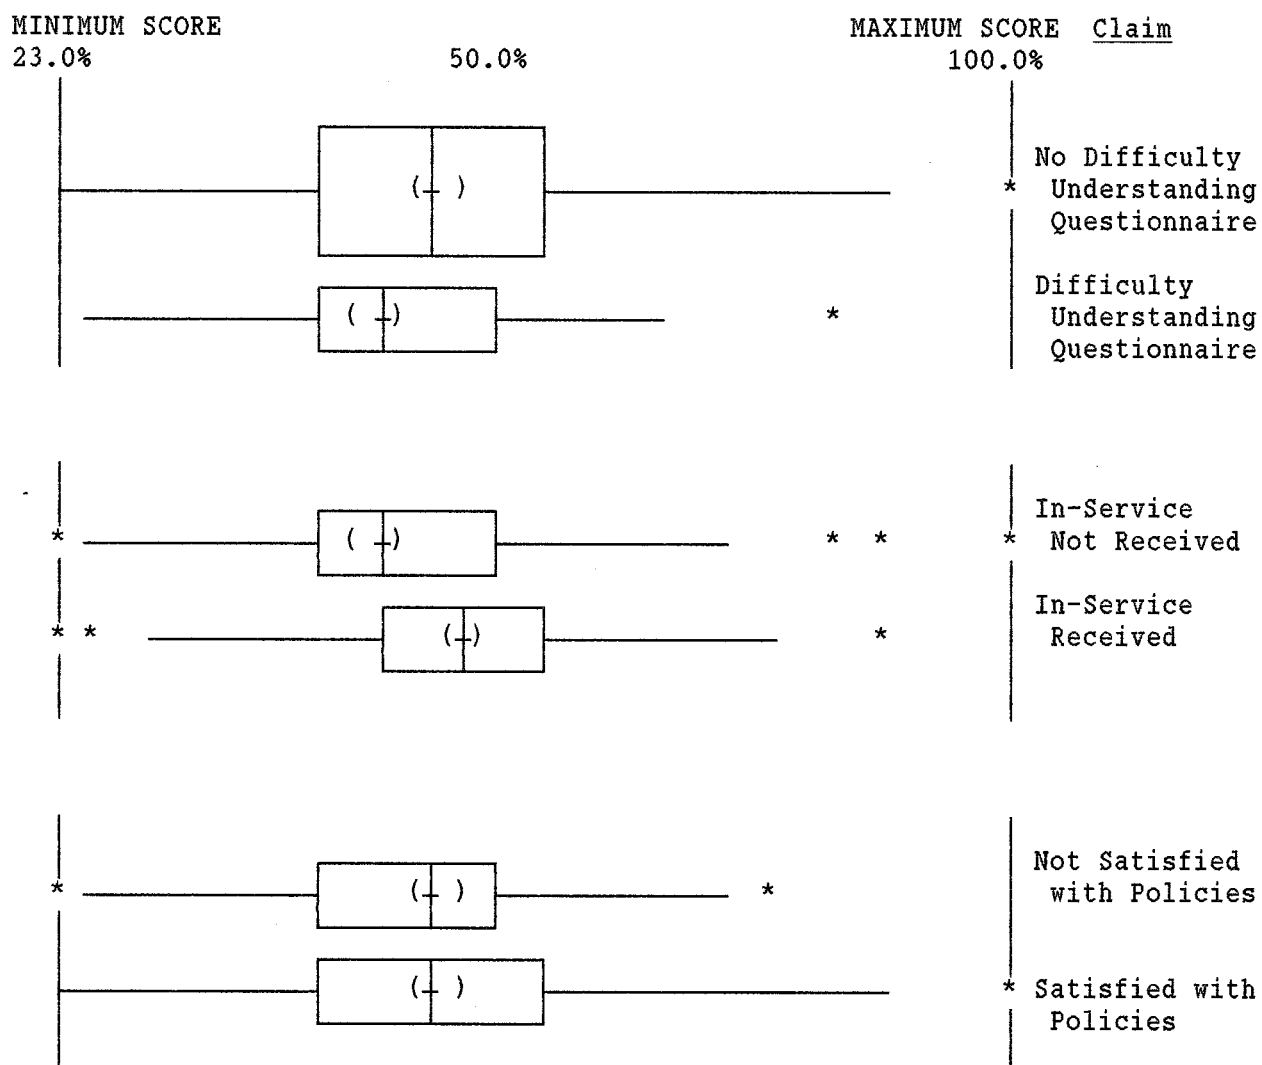 MINIMUM SCORE MAXIMUM SCORE Claim
23.0% 50.0% 100.0%
No Difficulty
( ) * Understanding
Questionnaire
Difficulty
( ) * Understanding
Questionnaire
In-Service
* ( ) * * * Not Received
In-Service
* * ( ) * Received
Not Satisfied
* ( ) * with Policies
( ) * Satisfied with
Policies